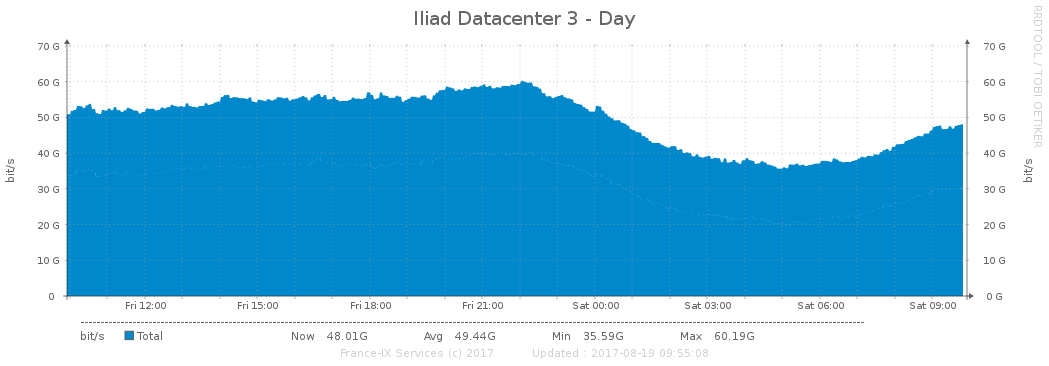 Iliad Datacenter 3 - Day
RRDTOOL / TOBI OETIKER
bit/s
70 G
60 G
50 G
40 G
30 G
20 G
10 G
0
70 G
60 G
50 G
40 G
30 G
20 G
10 G
0 G
bit/s
Fri 12:00 Fri 15:00 Fri 18:00 Fri 21:00 Sat 00:00 Sat 03:00 Sat 06:00 Sat 09:00
bit/s Total Now 48.01G Avg 49.44G Min 35.59G Max 60.19G
France-IX Services (c) 2017 Updated : 2017-08-19 09:55:08